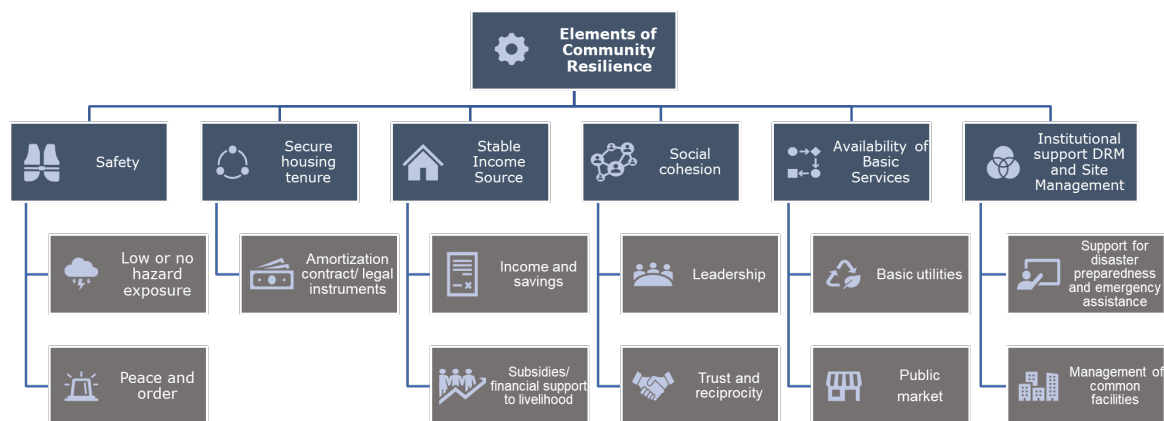 Elements of
Community
Resilience
Safety
Secure
housing
tenure
Stable
Income
Source
Social
cohesion
Availability of
Basic
Services
Institutional
support DRM
and Site
Management
Low or no
hazard
exposure
Amortization
contract/ legal
instruments
Income and
savings
Leadership
Basic utilities
Support for
disaster
preparedness
and emergency
assistance
Peace and
order
Subsidies/
financial support
to livelihood
Trust and
reciprocity
Public
market
Management of
common
facilities